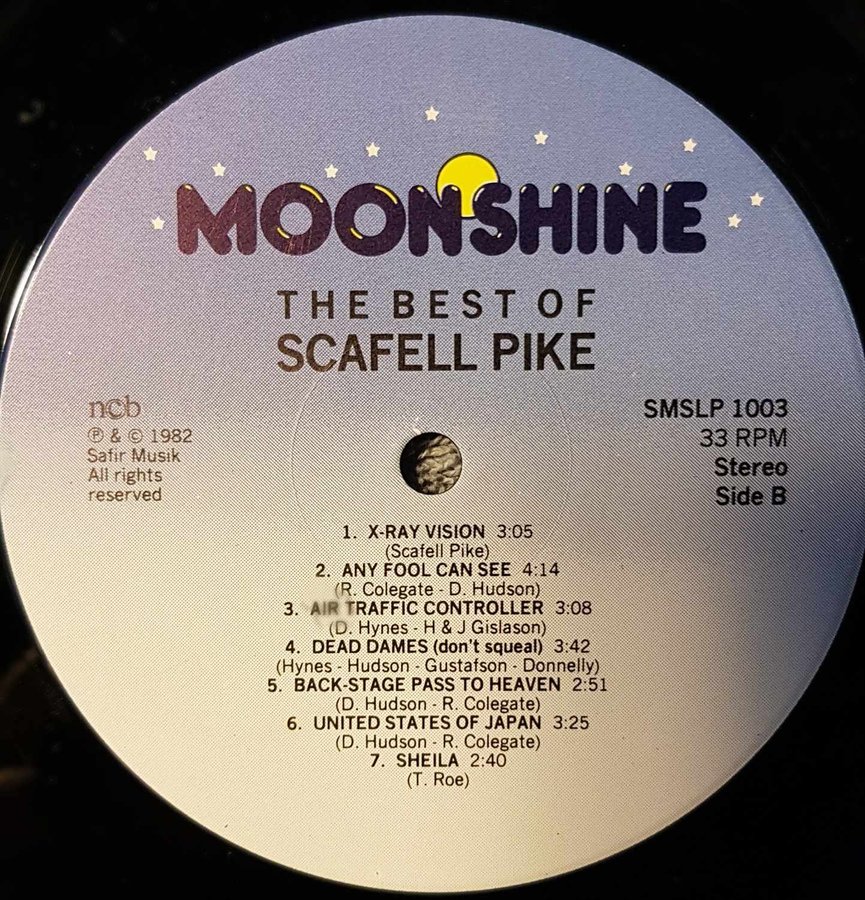 MOONSHINE
THE BEST OF
SCAFELL PIKE
ncb
℗ & © 1982
Safir Musik
All rights
reserved
SMSLP 1003
33 RPM
Stereo
Side B
1. X-RAY VISION 3:05
(Scafell Pike)
2. ANY FOOL CAN SEE 4:14
(R. Colegate - D. Hudson)
3. AIR TRAFFIC CONTROLLER 3:08
(D. Hynes - H & J Gislason)
4. DEAD DAMES (don't squeal) 3:42
(Hynes - Hudson - Gustafson - Donnelly)
5. BACK-STAGE PASS TO HEAVEN 2:51
(D. Hudson - R. Colegate)
6. UNITED STATES OF JAPAN 3:25
(D. Hudson - R. Colegate)
7. SHEILA 2:40
(T. Roe)